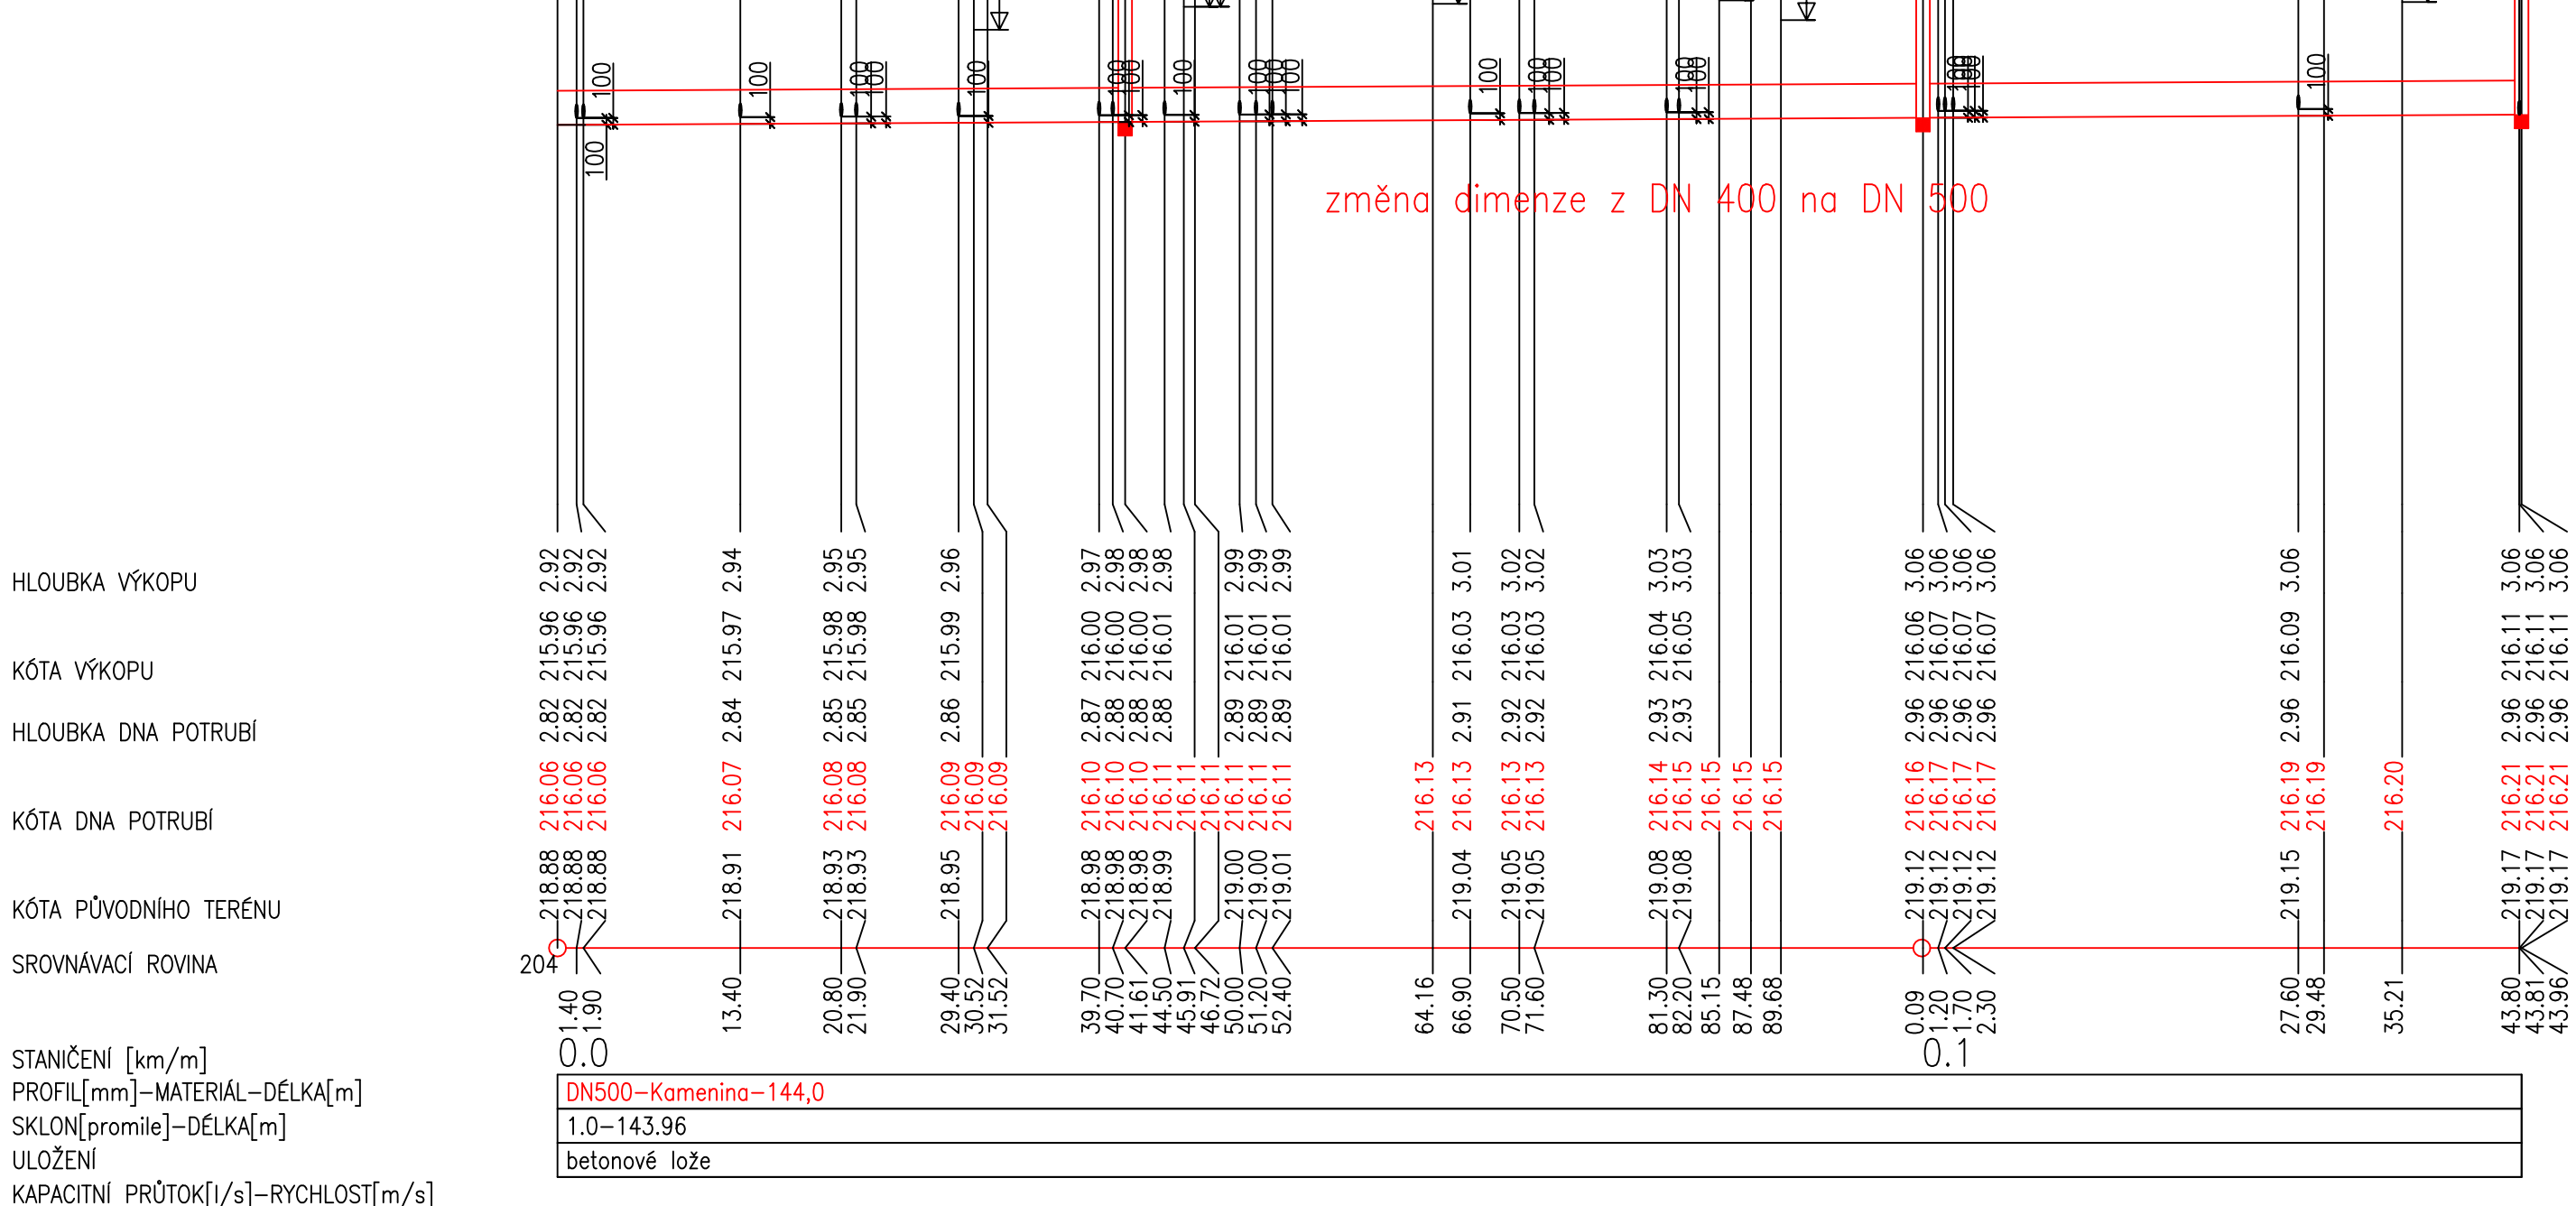 100 100 100 100 100 100 100 100 100 100 100 100 100 100 100 100 100 100 100 100 100
100
změna dimenze z DN 400 na DN 500
HLOUBKA VÝKOPU 2.92 2.92 2.92 2.94 2.95 2.95 2.96 2.97 2.98 2.98 2.98 2.99 2.99 2.99 3.01 3.02 3.02 3.03 3.03 3.06 3.06 3.06 3.06 3.06 3.06 3.06 3.06
KÓTA VÝKOPU 215.96 215.96 215.96 215.97 215.98 215.98 215.99 216.00 216.00 216.00 216.01 216.01 216.01 216.01 216.03 216.03 216.03 216.04 216.05 216.06 216.07 216.07 216.07 216.09 216.11 216.11 216.11
HLOUBKA DNA POTRUBÍ 2.82 2.82 2.82 2.84 2.85 2.85 2.86 2.87 2.88 2.88 2.88 2.89 2.89 2.89 2.91 2.92 2.92 2.93 2.93 2.96 2.96 2.96 2.96 2.96 2.96 2.96 2.96
KÓTA DNA POTRUBÍ 216.06 216.06 216.06 216.07 216.08 216.08 216.09 216.09 216.09 216.10 216.10 216.10 216.11 216.11 216.11 216.11 216.11 216.11 216.13 216.13 216.13 216.13 216.14 216.15 216.15 216.15 216.15 216.16 216.17 216.17 216.17 216.19 216.19 216.20 216.21 216.21 216.21
KÓTA PŮVODNÍHO TERÉNU 218.88 218.88 218.88 218.91 218.93 218.93 218.95 218.98 218.98 218.98 218.99 219.00 219.00 219.01 219.04 219.05 219.05 219.08 219.08 219.12 219.12 219.12 219.12 219.15 219.17 219.17 219.17
SROVNÁVACÍ ROVINA 204
1.40 1.90 13.40 20.80 21.90 29.40 30.52 31.52 39.70 40.70 41.61 44.50 45.91 46.72 50.00 51.20 52.40 64.16 66.90 70.50 71.60 81.30 82.20 85.15 87.48 89.68 0.09 1.20 1.70 2.30 27.60 29.48 35.21 43.80 43.81 43.96
STANIČENÍ [km/m] 0.0 0.1
PROFIL[mm]-MATERIÁL-DÉLKA[m] DN500-Kamenina-144,0
SKLON[promile]-DÉLKA[m] 1.0-143.96
ULOŽENÍ betonové lože
KAPACITNÍ PRŮTOK[l/s]-RYCHLOST[m/s]